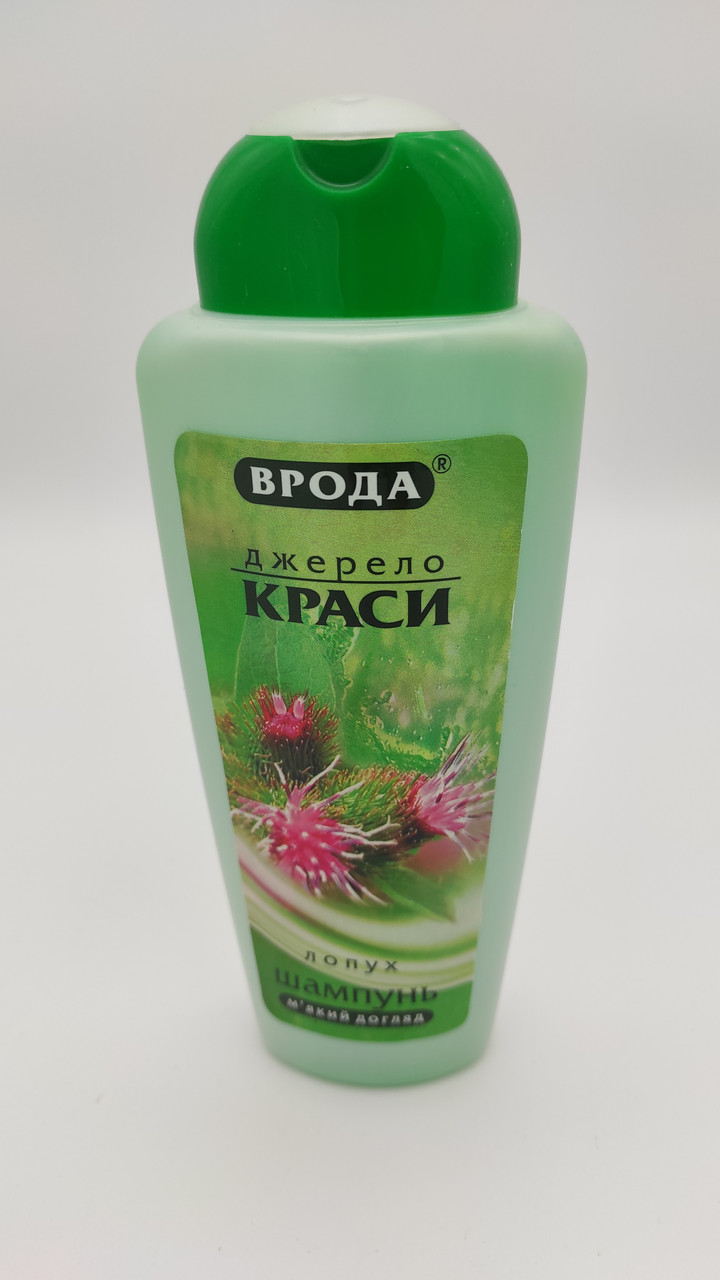 ВРОДА®
джерело
КРАСИ
лопух
шампунь
м'який догляд